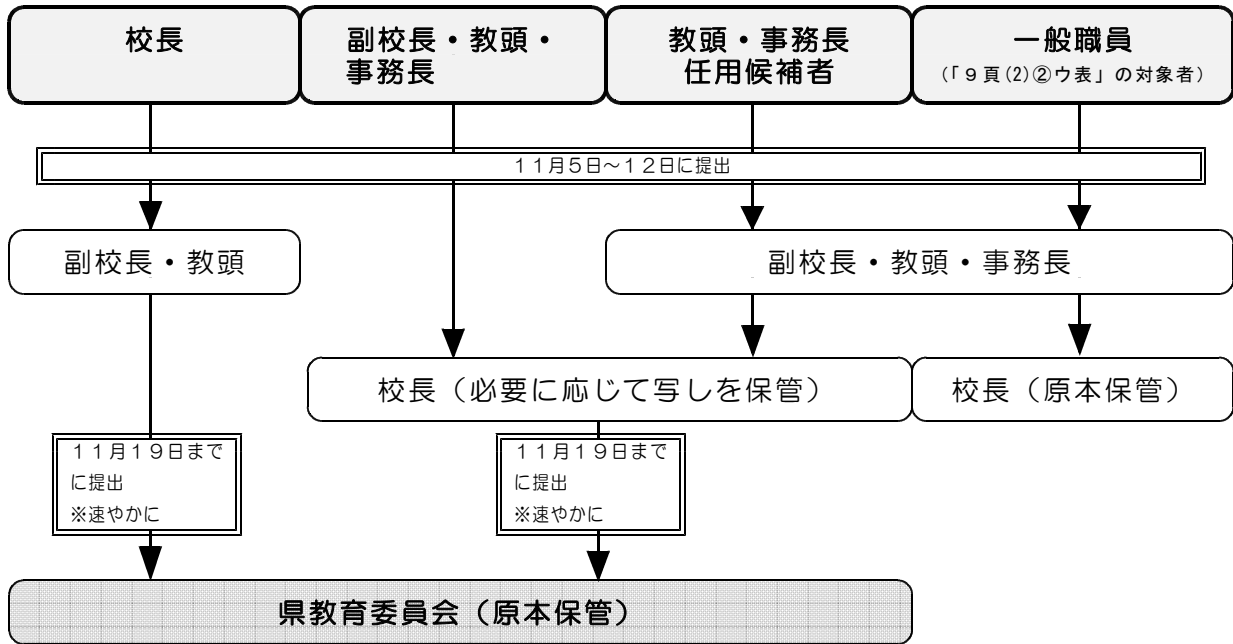 校長
副校長・教頭・
事務長
教頭・事務長
任用候補者
一般職員
（「９頁(2)②ウ表」の対象者）
１１月５日～１２日に提出
副校長・教頭
副校長・教頭・事務長
校長（必要に応じて写しを保管）
校長（原本保管）
１１月１９日まで
に提出
※速やかに
１１月１９日まで
に提出
※速やかに
県教育委員会（原本保管）